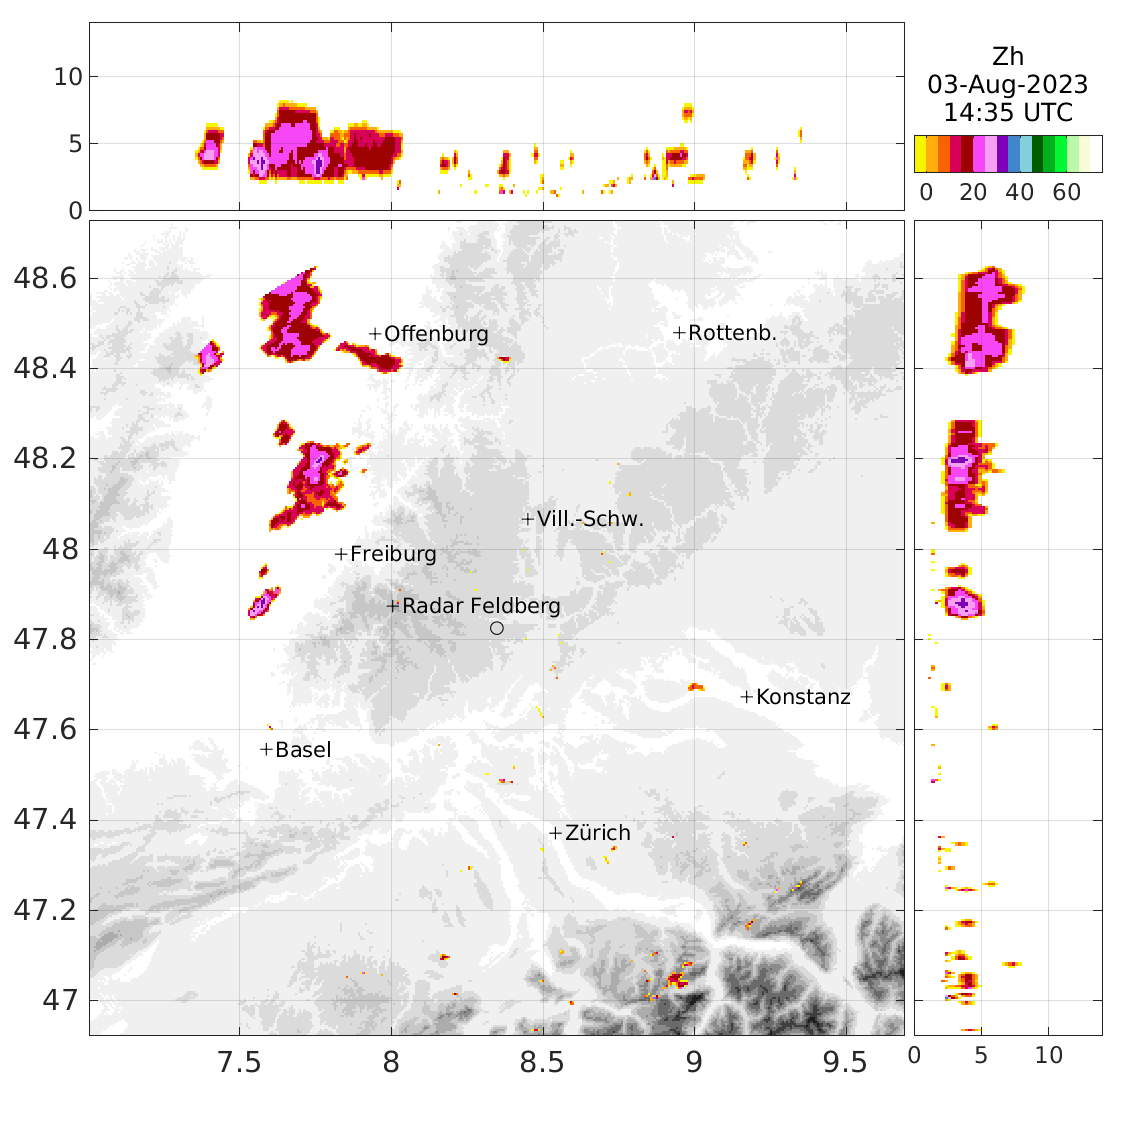 10
5
0
Zh
03-Aug-2023
14:35 UTC
0 20 40 60
48.6
48.4
48.2
48
47.8
47.6
47.4
47.2
47
+Offenburg
+Rottenb.
+Vill.-Schw.
+Freiburg
+Radar Feldberg
+Konstanz
+Basel
+Zürich
7.5 8 8.5 9 9.5
0 5 10